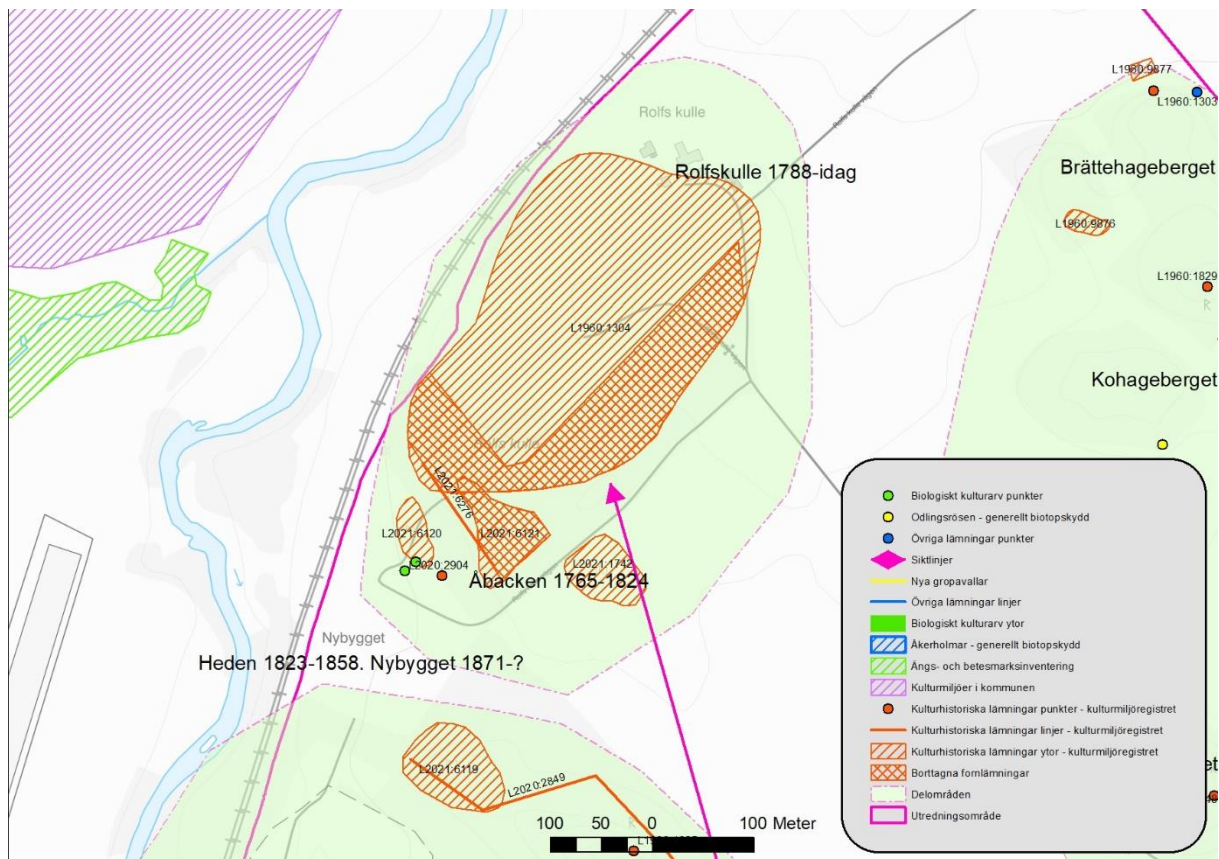 L1960:9877
L1960:1303
Rolfs kulle
Rolfs kulle vägen
Brättehageberget
Rolfskulle 1788-idag
L1960:9876
L1960:1829
R
L1960:1304
Kohageberget
Rolfs kulle
L2021:6276
L2021:6120
L2021:6121
L2020:2904
L2021:1742
Åbacken 1765-1824
Nybygget
Heden 1823-1858. Nybygget 1871-?
L2021:6119
L2020:2849
R
100 50 0 100 Meter
Biologiskt kulturarv punkter
Odlingsrösen - generellt biotopskydd
Övriga lämningar punkter
Siktlinjer
Nya gropavallar
Övriga lämningar linjer
Biologiskt kulturarv ytor
Åkerholmar - generellt biotopskydd
Ängs- och betesmarksinventering
Kulturmiljöer i kommunen
Kulturhistoriska lämningar punkter - kulturmiljöregistret
Kulturhistoriska lämningar linjer - kulturmiljöregistret
Kulturhistoriska lämningar ytor - kulturmiljöregistret
Borttagna fornlämningar
Delområden
Utredningsområde